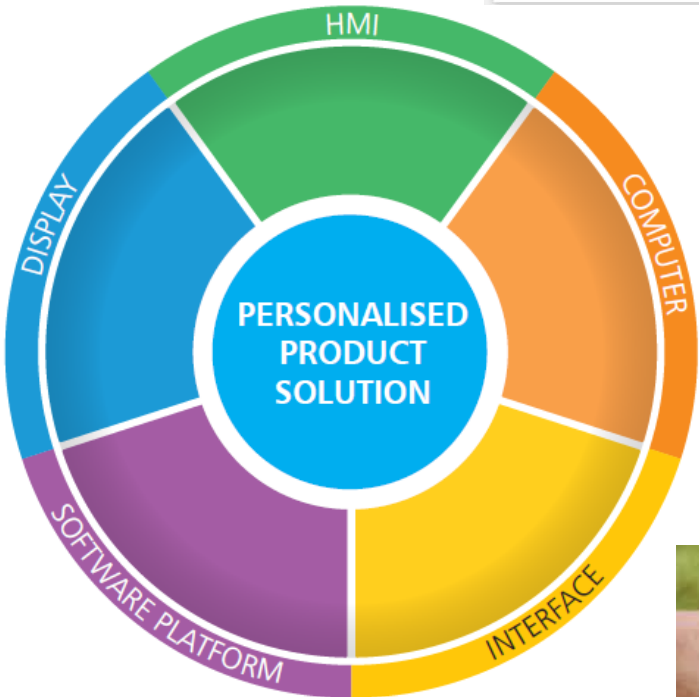 HMI
COMPUTER
INTERFACE
SOFTWARE PLATFORM
DISPLAY
PERSONALISED
PRODUCT
SOLUTION